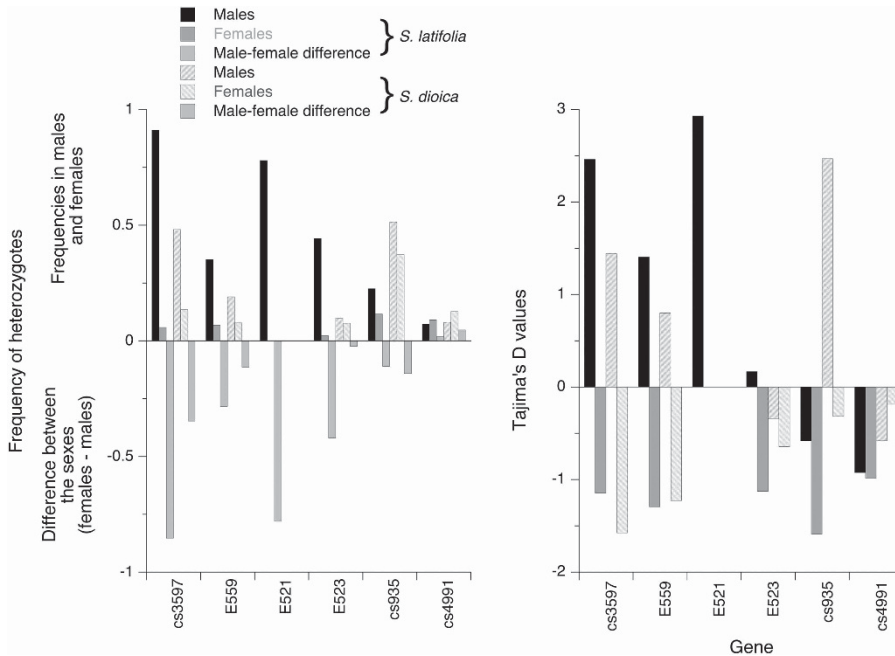 Males
Females
Male-female difference
S. latifolia
Males
Females
Male-female difference
S. dioica
Frequency of heterozygotes
Frequencies in males
and females
Difference between
the sexes
(females - males)
1
0.5
0
-0.5
-1
cs3597
E559
E521
E523
cs935
cs4991
Tajima's D values
3
2
1
0
-1
-2
cs3597
E559
E521
E523
cs935
cs4991
Gene